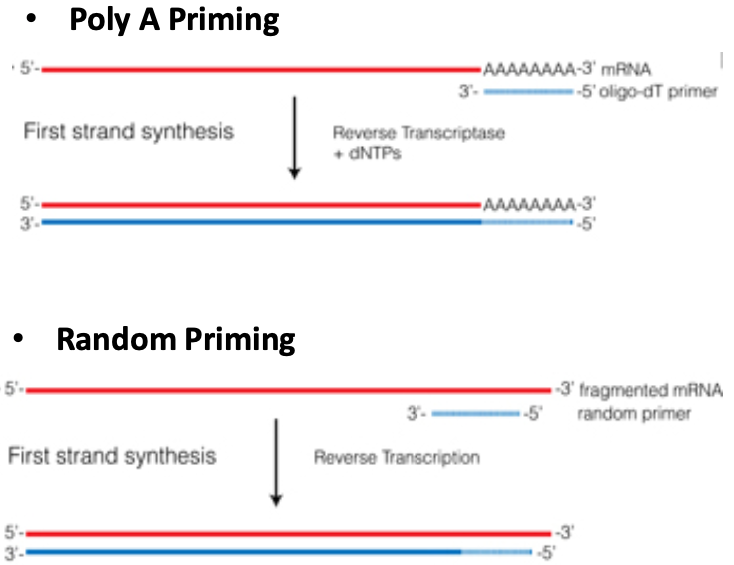 • Poly A Priming
5'- AAAAAAAA-3' mRNA
3'- -5' oligo-dT primer
First strand synthesis
Reverse Transcriptase
+ dNTPs
5'- AAAAAAAA-3'
3'- -5'
• Random Priming
5'- -3' fragmented mRNA
3'- -5' random primer
First strand synthesis
Reverse Transcription
5'- -3'
3'- -5'